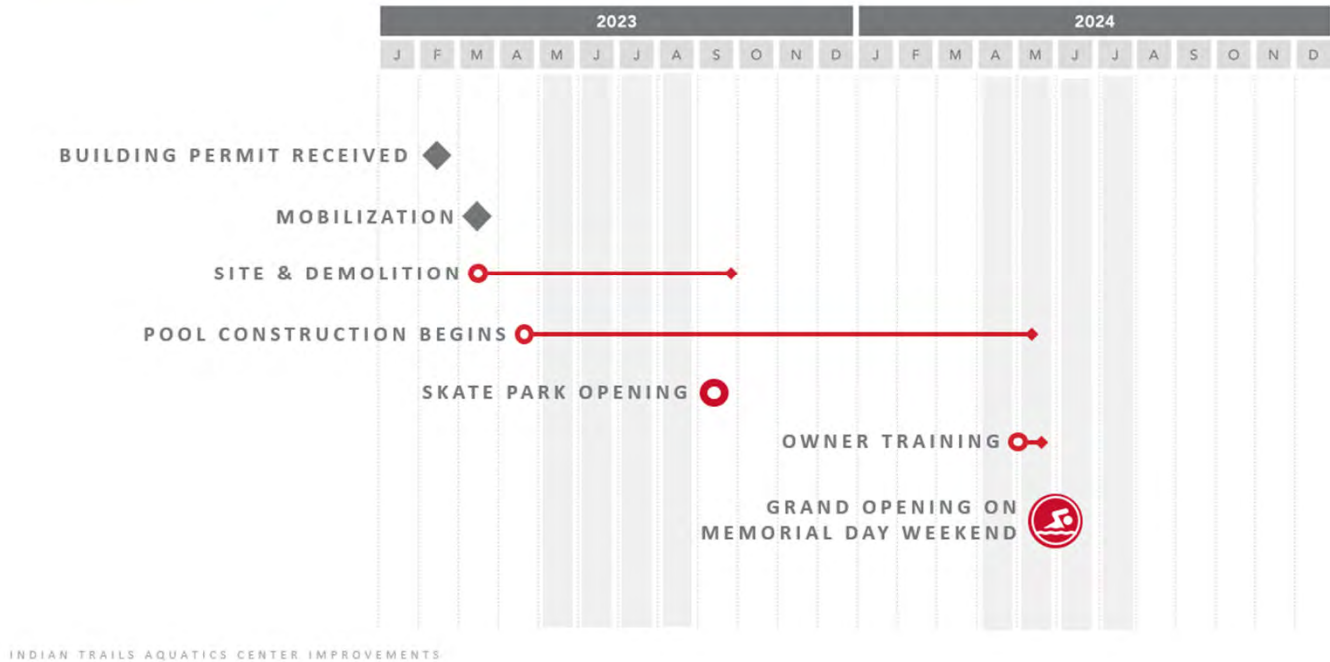 2023 2024
J F M A M J J A S O N D J F M A M J J A S O N D
BUILDING PERMIT RECEIVED
MOBILIZATION
SITE & DEMOLITION
POOL CONSTRUCTION BEGINS
SKATE PARK OPENING
OWNER TRAINING
GRAND OPENING ON
MEMORIAL DAY WEEKEND
INDIAN TRAILS AQUATICS CENTER IMPROVEMENTS